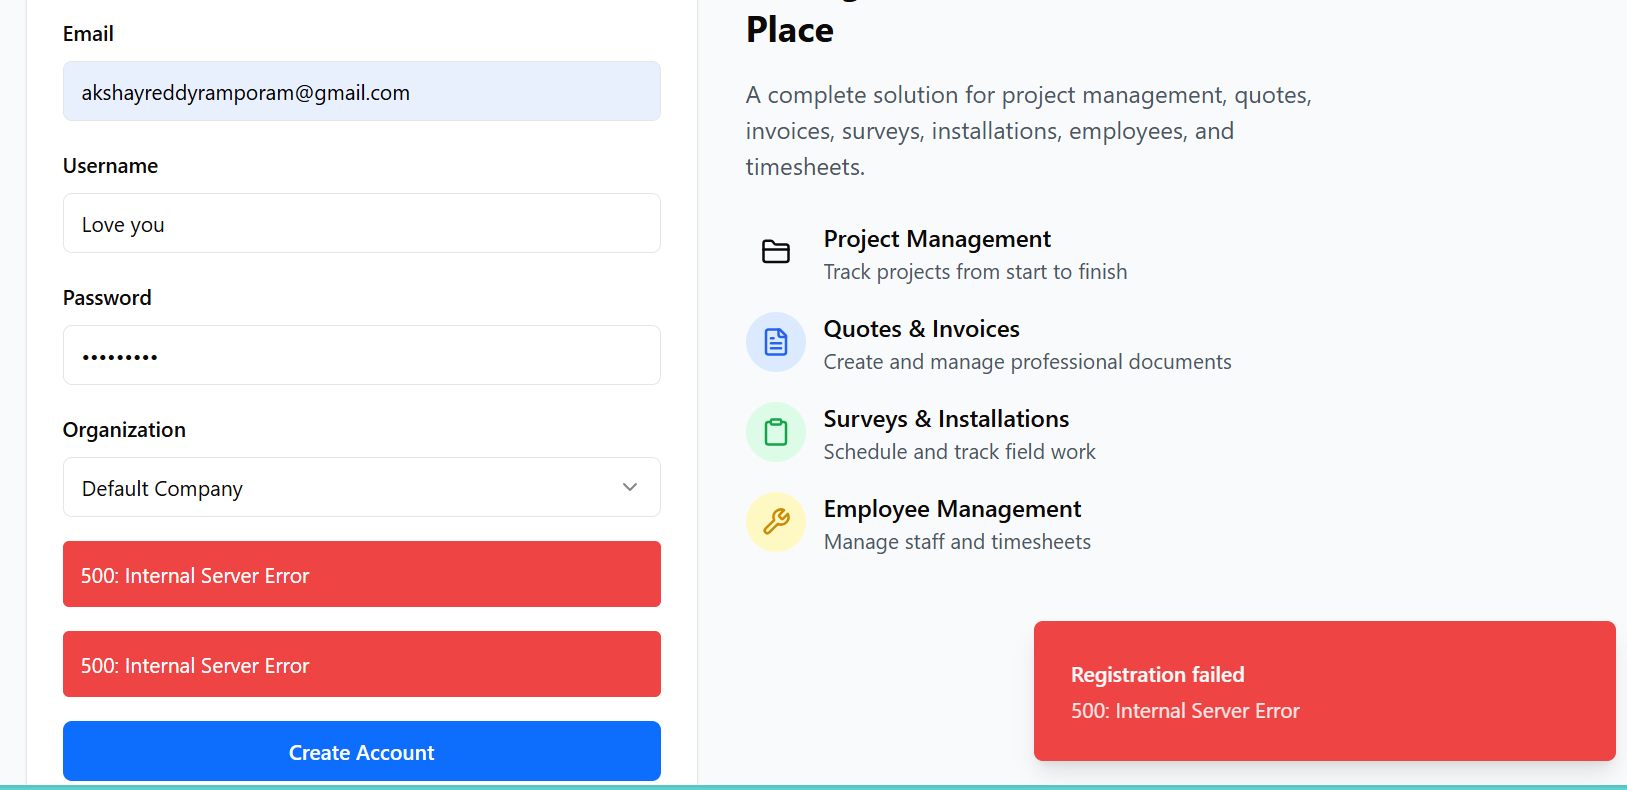 Email
akshayreddyramporam@gmail.com
Username
Love you
Password
•••••••••
Organization
Default Company
500: Internal Server Error
500: Internal Server Error
Create Account
Place
A complete solution for project management, quotes,
invoices, surveys, installations, employees, and
timesheets.
Project Management
Track projects from start to finish
Quotes & Invoices
Create and manage professional documents
Surveys & Installations
Schedule and track field work
Employee Management
Manage staff and timesheets
Registration failed
500: Internal Server Error